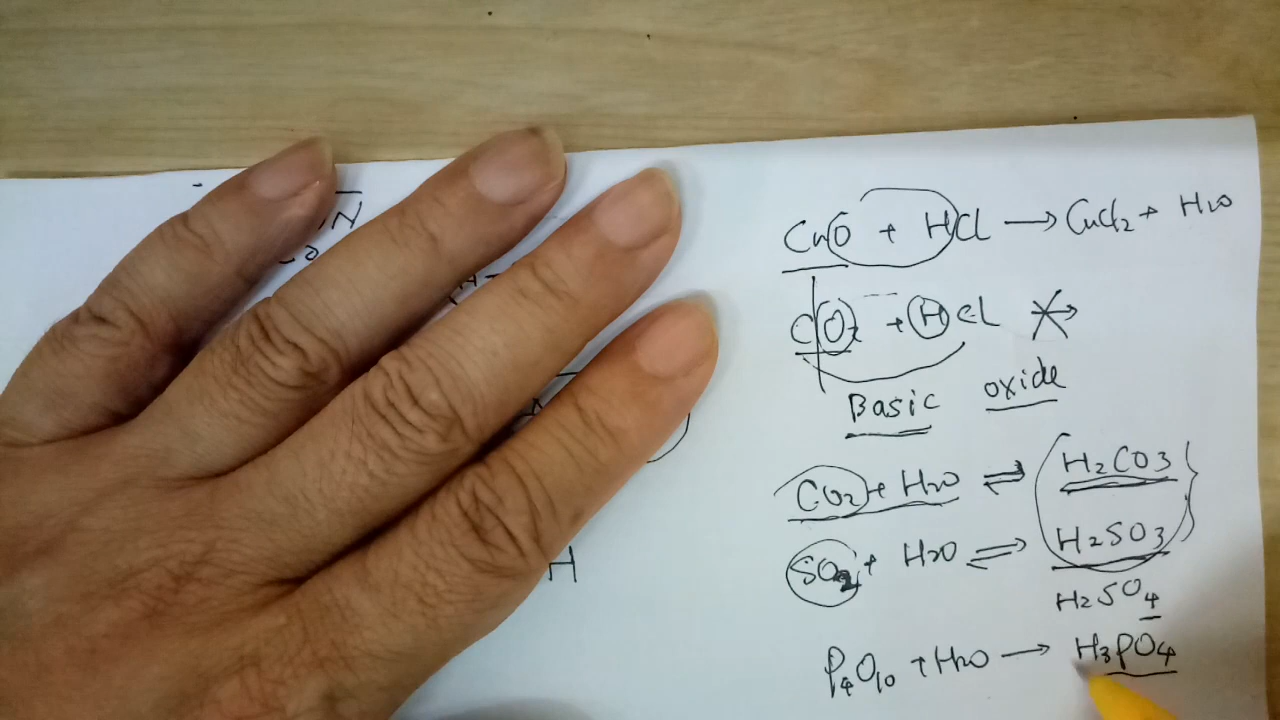 CuO + HCl → CuCl2 + H2O
CO2 + HCl
Basic oxide
CO2 + H2O ⇌ H2CO3
SO2 + H2O ⇌ H2SO3
H2SO4
P4O10 + H2O → H3PO4
H